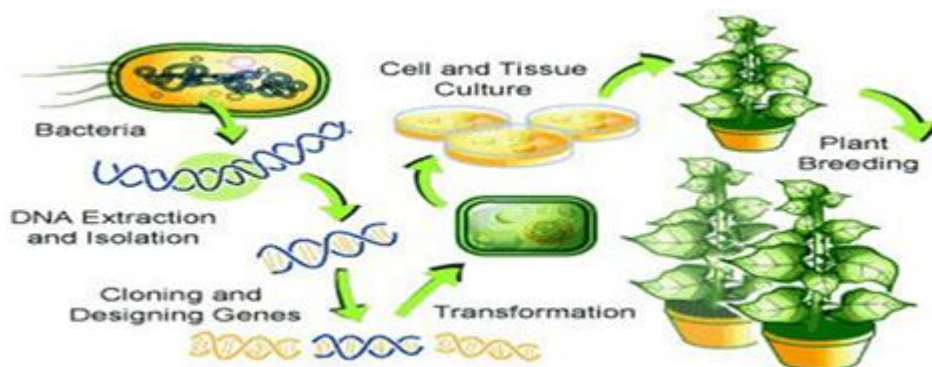 Bacteria
DNA Extraction
and Isolation
Cloning and
Designing Genes
Transformation
Cell and Tissue
Culture
Plant
Breeding